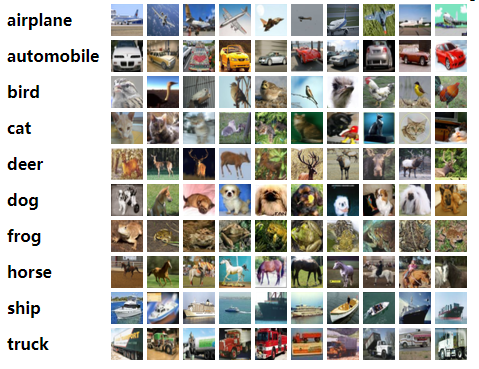 airplane
automobile
bird
cat
deer
dog
frog
horse
ship
truck